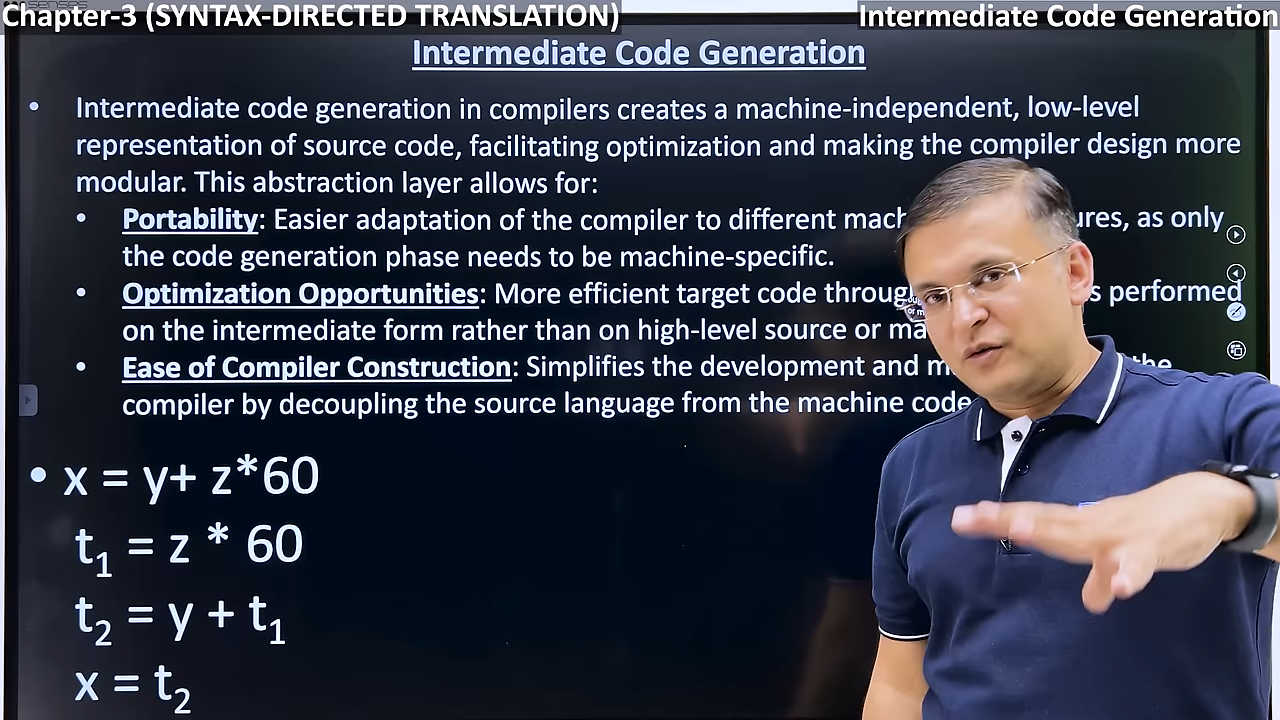 Chapter-3 (SYNTAX-DIRECTED TRANSLATION)
Intermediate Code Generation
Intermediate Code Generation
• Intermediate code generation in compilers creates a machine-independent, low-level
representation of source code, facilitating optimization and making the compiler design more
modular. This abstraction layer allows for:
• Portability: Easier adaptation of the compiler to different mach ures, as only
the code generation phase needs to be machine-specific.
• Optimization Opportunities: More efficient target code throug s performed
on the intermediate form rather than on high-level source or ma
• Ease of Compiler Construction: Simplifies the development and m the
compiler by decoupling the source language from the machine code
• x = y+ z*60
t₁ = z * 60
t₂ = y + t₁
x = t₂